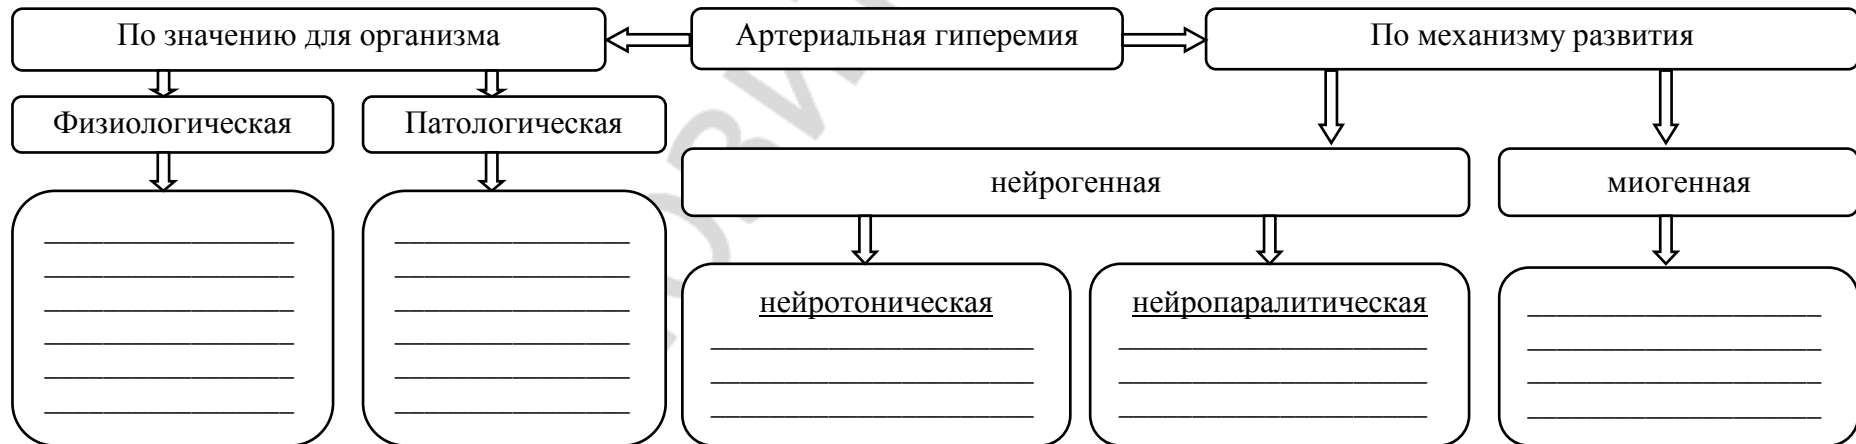 По значению для организма
Артериальная гиперемия
По механизму развития
Физиологическая
Патологическая
нейрогенная
миогенная
нейротоническая
нейропаралитическая